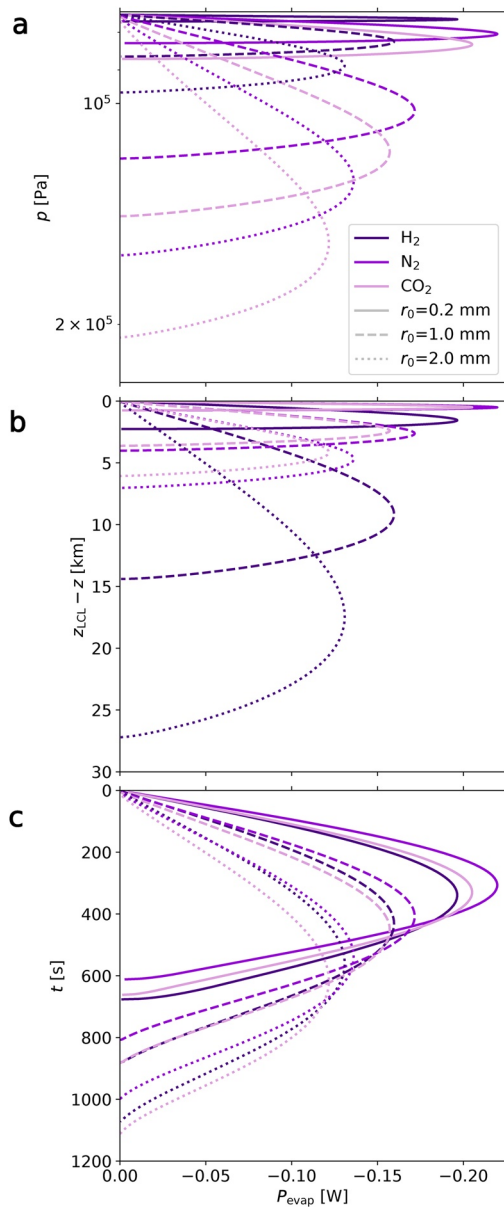 a
10⁵
2 × 10⁵
p [Pa]
H₂
N₂
CO₂
r₀=0.2 mm
r₀=1.0 mm
r₀=2.0 mm
b
0
5
10
15
20
25
30
z_LCL − z [km]
c
0
200
400
600
800
1000
1200
t [s]
0.00 −0.05 −0.10 −0.15 −0.20
P_evap [W]